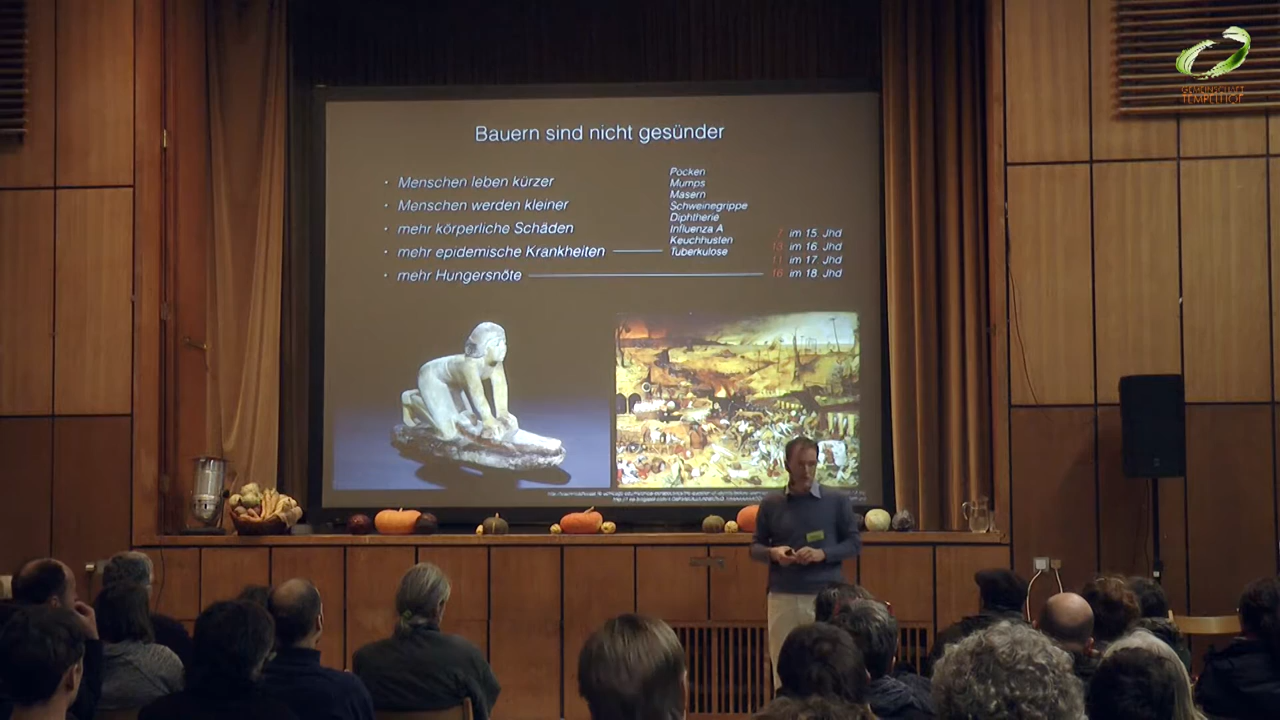 GEMEINSCHAFT
TEMPELHOF
Bauern sind nicht gesünder
· Menschen leben kürzer
· Menschen werden kleiner
· mehr körperliche Schäden
· mehr epidemische Krankheiten
· mehr Hungersnöte
Pocken
Mumps
Masern
Schweinegrippe
Diphtherie
Influenza A
Keuchhusten
Tuberkulose
7 im 15. Jhd
13 im 16. Jhd
11 im 17. Jhd
16 im 18. Jhd